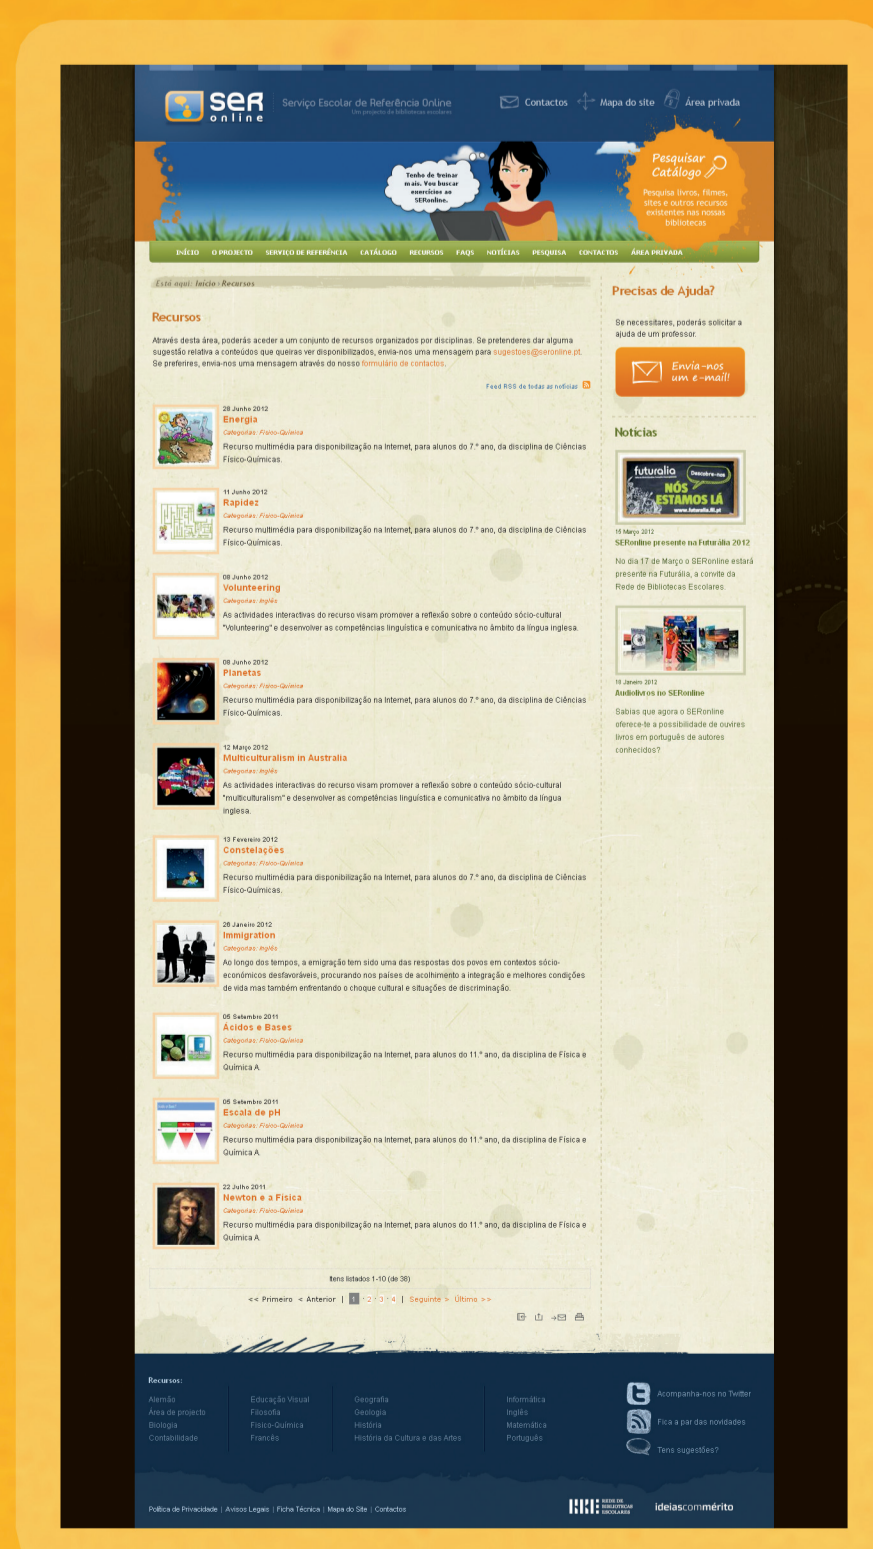 SER
online
Serviço Escolar de Referência Online
Um projecto de bibliotecas escolares
Contactos
Mapa do site
Área privada
Tenho de treinar
mais. Vou buscar
exercícios ao
SERonline.
Pesquisar
Catálogo
Pesquisa livros, filmes,
sites e outros recursos
existentes nas nossas
bibliotecas
INÍCIO O PROJECTO SERVIÇO DE REFERÊNCIA CATÁLOGO RECURSOS FAQS NOTÍCIAS PESQUISA CONTACTOS ÁREA PRIVADA
Está aqui: Início › Recursos
Recursos
Através desta área, poderás aceder a um conjunto de recursos organizados por disciplinas. Se pretenderes dar alguma
sugestão relativa a conteúdos que queiras ver disponibilizados, envia-nos uma mensagem para sugestoes@seronline.pt.
Se preferires, envia-nos uma mensagem através do nosso formulário de contactos.
Feed RSS de todas as notícias
28 Junho 2012
Energia
Categorias: Físico-Química
Recurso multimédia para disponibilização na Internet, para alunos do 7.º ano, da disciplina de Ciências
Físico-Químicas.
11 Junho 2012
Rapidez
Categorias: Físico-Química
Recurso multimédia para disponibilização na Internet, para alunos do 7.º ano, da disciplina de Ciências
Físico-Químicas.
08 Junho 2012
Volunteering
Categorias: Inglês
As actividades interactivas do recurso visam promover a reflexão sobre o conteúdo sócio-cultural
"Volunteering" e desenvolver as competências linguística e comunicativa no âmbito da língua inglesa.
08 Junho 2012
Planetas
Categorias: Físico-Química
Recurso multimédia para disponibilização na Internet, para alunos do 7.º ano, da disciplina de Ciências
Físico-Químicas.
12 Março 2012
Multiculturalism in Australia
Categorias: Inglês
As actividades interactivas do recurso visam promover a reflexão sobre o conteúdo sócio-cultural
"multiculturalism" e desenvolver as competências linguística e comunicativa no âmbito da língua
inglesa.
13 Fevereiro 2012
Constelações
Categorias: Físico-Química
Recurso multimédia para disponibilização na Internet, para alunos do 7.º ano, da disciplina de Ciências
Físico-Químicas.
26 Janeiro 2012
Immigration
Categorias: Inglês
Ao longo dos tempos, a emigração tem sido uma das respostas dos povos em contextos sócio-
económicos desfavoráveis, procurando nos países de acolhimento a integração e melhores condições
de vida mas também enfrentando o choque cultural e situações de discriminação.
05 Setembro 2011
Ácidos e Bases
Categorias: Físico-Química
Recurso multimédia para disponibilização na Internet, para alunos do 11.º ano, da disciplina de Física e
Química A.
05 Setembro 2011
Escala de pH
Categorias: Físico-Química
Recurso multimédia para disponibilização na Internet, para alunos do 11.º ano, da disciplina de Física e
Química A.
22 Julho 2011
Newton e a Física
Categorias: Físico-Química
Recurso multimédia para disponibilização na Internet, para alunos do 11.º ano, da disciplina de Física e
Química A.
Itens listados 1-10 (de 38)
<< Primeiro < Anterior | 1 · 2 · 3 · 4 | Seguinte > Último >>
Precisas de Ajuda?
Se necessitares, poderás solicitar a
ajuda de um professor.
Envia-nos
um e-mail!
Notícias
futuralia
Descobre-nos
NÓS
ESTAMOS LÁ
www.futuralia.fil.pt
15 Março 2012
SERonline presente na Futurália 2012
No dia 17 de Março o SERonline estará
presente na Futurália, a convite da
Rede de Bibliotecas Escolares.
10 Janeiro 2012
Audiolivros no SERonline
Sabias que agora o SERonline
oferece-te a possibilidade de ouvires
livros em português de autores
conhecidos?
Recursos:
Alemão
Área de projecto
Biologia
Contabilidade
Educação Visual
Filosofia
Físico-Química
Francês
Geografia
Geologia
História
História da Cultura e das Artes
Informática
Inglês
Matemática
Português
Acompanha-nos no Twitter
Fica a par das novidades
Tens sugestões?
Política de Privacidade | Avisos Legais | Ficha Técnica | Mapa do Site | Contactos
REDE DE
BIBLIOTECAS
ESCOLARES
ideiascommérito